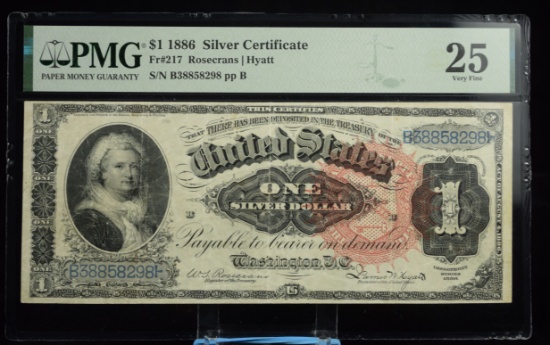 PMG
PAPER MONEY GUARANTY
$1 1886 Silver Certificate
Fr#217 Rosecrans | Hyatt
S/N B38858298 pp B
25
Very Fine
THIS CERTIFIES
THAT THERE HAS BEEN DEPOSITED IN THE TREASURY OF THE
United States
B38858298
ONE
SILVER DOLLAR
1
Payable to bearer on demand
Washington, D.C.
B38858298